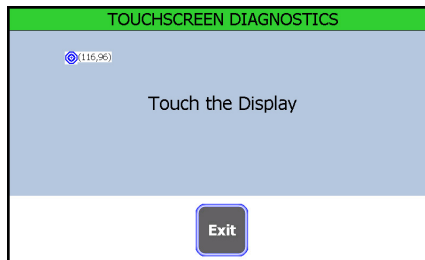 TOUCHSCREEN DIAGNOSTICS
(116,96)
Touch the Display
Exit